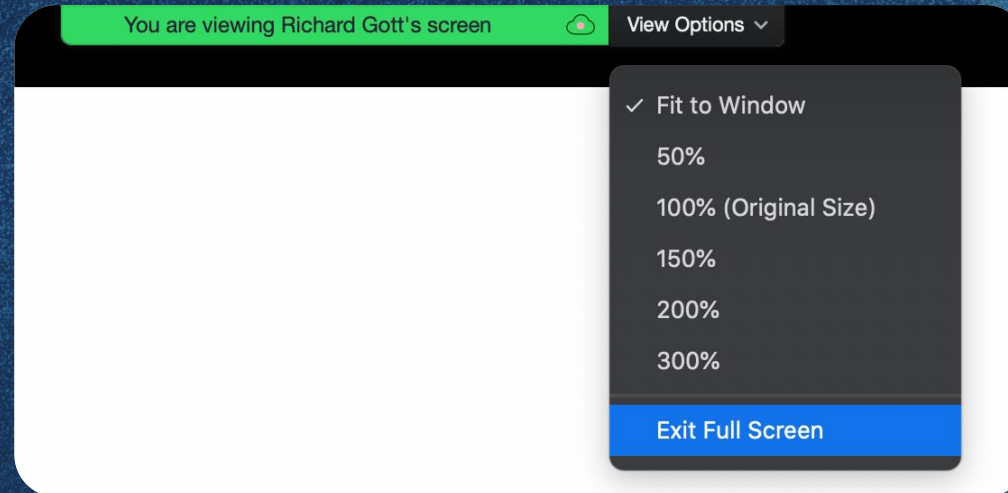 You are viewing Richard Gott's screen View Options
Fit to Window
50%
100% (Original Size)
150%
200%
300%
Exit Full Screen